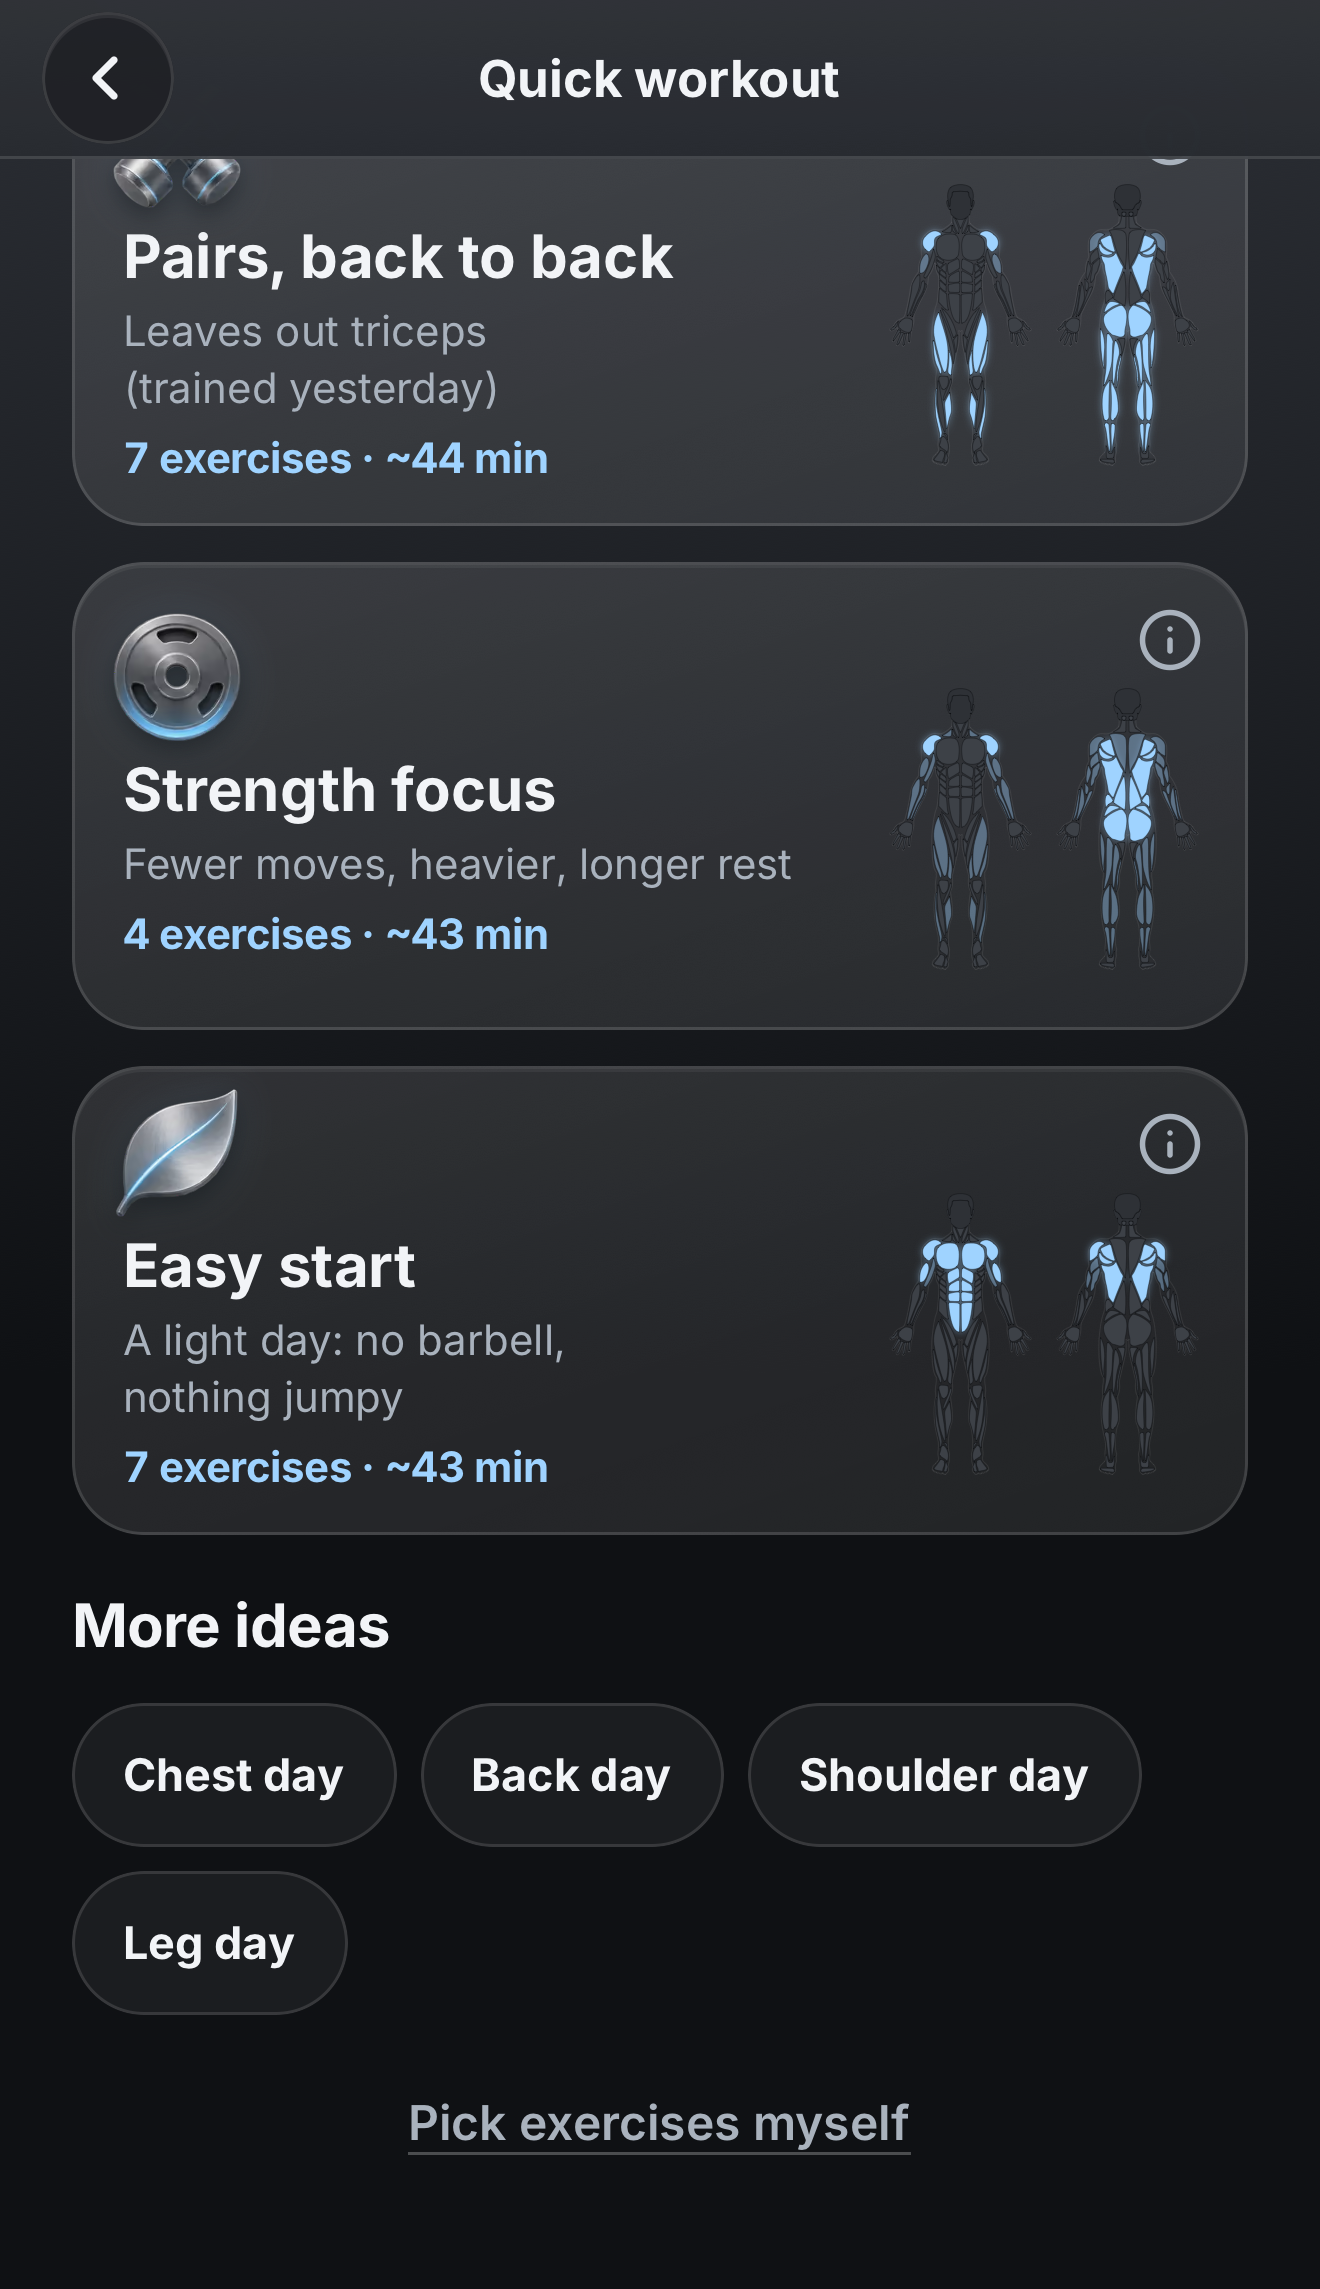 Quick workout
Pairs, back to back
Leaves out triceps
(trained yesterday)
7 exercises · ~44 min
Strength focus
Fewer moves, heavier, longer rest
4 exercises · ~43 min
Easy start
A light day: no barbell,
nothing jumpy
7 exercises · ~43 min
More ideas
Chest day
Back day
Shoulder day
Leg day
Pick exercises myself